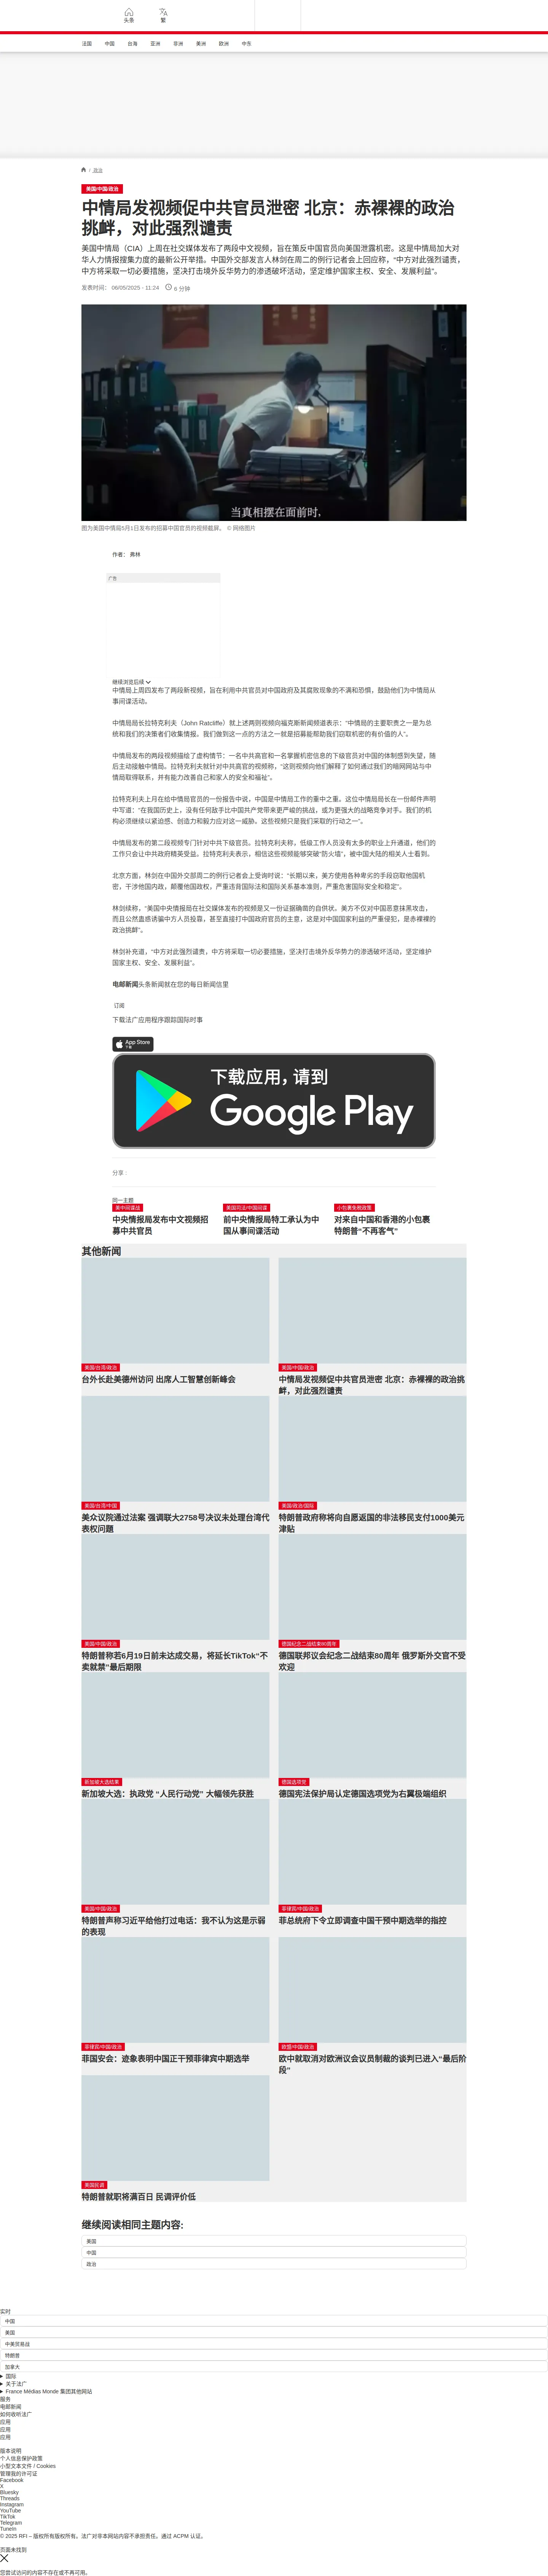 头条
繁
法国
中国
台海
亚洲
非洲
美洲
欧洲
中东
/ 政治
美国/中国/政治
中情局发视频促中共官员泄密 北京：赤裸裸的政治
挑衅，对此强烈谴责
美国中情局（CIA）上周在社交媒体发布了两段中文视频，旨在策反中国官员向美国泄露机密。这是中情局加大对
华人力情报搜集力度的最新公开举措。中国外交部发言人林剑在周二的例行记者会上回应称，“中方对此强烈谴责，
中方将采取一切必要措施，坚决打击境外反华势力的渗透破坏活动，坚定维护国家主权、安全、发展利益”。
发表时间： 06/05/2025 - 11:24
6 分钟
当真相摆在面前时,
图为美国中情局5月1日发布的招募中国官员的视频截屏。 © 网络图片
作者： 弗林
广告
继续浏览后续
中情局上周四发布了两段新视频，旨在利用中共官员对中国政府及其腐败现象的不满和恐惧，鼓励他们为中情局从
事间谍活动。
中情局局长拉特克利夫（John Ratcliffe）就上述两则视频向福克斯新闻频道表示：“中情局的主要职责之一是为总
统和我们的决策者们收集情报。我们做到这一点的方法之一就是招募能帮助我们窃取机密的有价值的人”。
中情局发布的两段视频描绘了虚构情节：一名中共高官和一名掌握机密信息的下级官员对中国的体制感到失望，随
后主动接触中情局。拉特克利夫就针对中共高官的视频称，“这则视频向他们解释了如何通过我们的暗网网站与中
情局取得联系，并有能力改善自己和家人的安全和福祉”。
拉特克利夫上月在给中情局官员的一份报告中说，中国是中情局工作的重中之重。这位中情局局长在一份邮件声明
中写道：“在我国历史上，没有任何敌手比中国共产党带来更严峻的挑战，或为更强大的战略竞争对手。我们的机
构必须继续以紧迫感、创造力和毅力应对这一威胁。这些视频只是我们采取的行动之一”。
中情局发布的第二段视频专门针对中共下级官员。拉特克利夫称，低级工作人员没有太多的职业上升通道，他们的
工作只会让中共政府精英受益。拉特克利夫表示，相信这些视频能够突破“防火墙”，被中国大陆的相关人士看到。
北京方面，林剑在中国外交部周二的例行记者会上受询时说：“长期以来，美方使用各种卑劣的手段窃取他国机
密，干涉他国内政，颠覆他国政权，严重违背国际法和国际关系基本准则，严重危害国际安全和稳定”。
林剑续称，“美国中央情报局在社交媒体发布的视频是又一份证据确凿的自供状。美方不仅对中国恶意抹黑攻击，
而且公然蛊惑诱骗中方人员投靠，甚至直接打中国政府官员的主意，这是对中国国家利益的严重侵犯，是赤裸裸的
政治挑衅”。
林剑补充道，“中方对此强烈谴责，中方将采取一切必要措施，坚决打击境外反华势力的渗透破坏活动，坚定维护
国家主权、安全、发展利益”。
电邮新闻头条新闻就在您的每日新闻信里
订阅
下载法广应用程序跟踪国际时事
App Store
下载
下载应用，请到
Google Play
分享 :
同一主题
美中间谍战
中央情报局发布中文视频招
募中共官员
美国司法/中国间谍
前中央情报局特工承认为中
国从事间谍活动
小包裹免税政策
对来自中国和香港的小包裹
特朗普“不再客气”
其他新闻
美国/台湾/政治
台外长赴美德州访问 出席人工智慧创新峰会
美国/中国/政治
中情局发视频促中共官员泄密 北京：赤裸裸的政治挑
衅，对此强烈谴责
美国/台湾/中国
美众议院通过法案 强调联大2758号决议未处理台湾代
表权问题
美国/政治/国际
特朗普政府称将向自愿返国的非法移民支付1000美元
津贴
美国/中国/政治
特朗普称若6月19日前未达成交易，将延长TikTok“不
卖就禁”最后期限
德国纪念二战结束80周年
德国联邦议会纪念二战结束80周年 俄罗斯外交官不受
欢迎
新加坡大选结果
新加坡大选：执政党 “人民行动党” 大幅领先获胜
德国选项党
德国宪法保护局认定德国选项党为右翼极端组织
美国/中国/政治
特朗普声称习近平给他打过电话：我不认为这是示弱
的表现
菲律宾/中国/政治
菲总统府下令立即调查中国干预中期选举的指控
菲律宾/中国/政治
菲国安会：迹象表明中国正干预菲律宾中期选举
欧盟/中国/政治
欧中就取消对欧洲议会议员制裁的谈判已进入“最后阶
段”
美国民调
特朗普就职将满百日 民调评价低
继续阅读相同主题内容:
美国
中国
政治
实时
中国
美国
中美贸易战
特朗普
加拿大
国际
关于法广
France Médias Monde 集团其他网站
服务
电邮新闻
如何收听法广
应用
应用
应用
版本说明
个人信息保护政策
小型文本文件 / Cookies
管理我的许可证
Facebook
X
Bluesky
Threads
Instagram
YouTube
TikTok
Telegram
TuneIn
© 2025 RFI – 版权所有版权所有。法广对非本网站内容不承担责任。通过 ACPM 认证。
页面未找到
您尝试访问的内容不存在或不再可用。